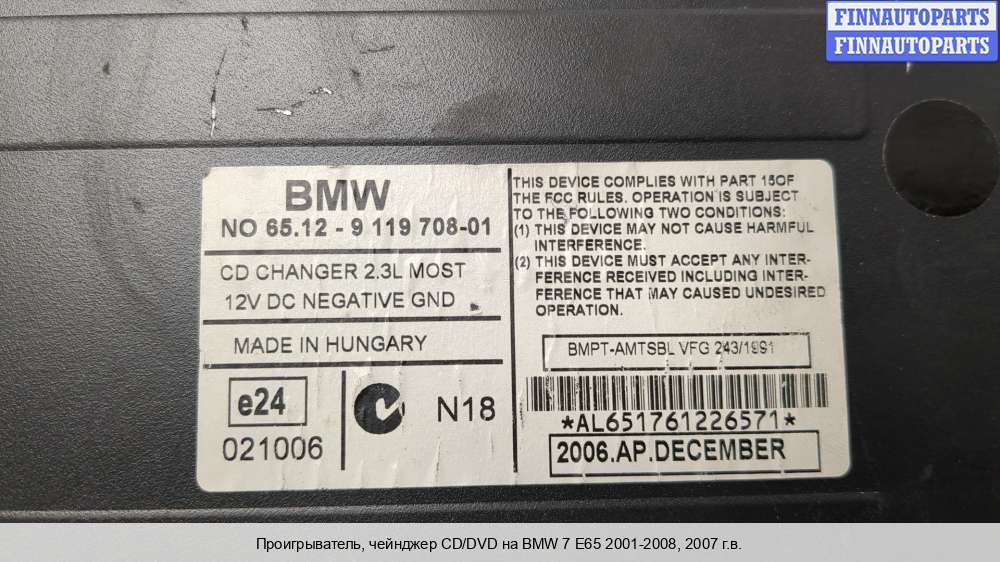 FINNAUTOPARTS
FINNAUTOPARTS
BMW
NO 65.12 - 9 119 708-01
CD CHANGER 2.3L MOST
12V DC NEGATIVE GND
MADE IN HUNGARY
e24
021006
N18
THIS DEVICE COMPLIES WITH PART 15OF
THE FCC RULES. OPERATION IS SUBJECT
TO THE FOLLOWING TWO CONDITIONS:
(1) THIS DEVICE MAY NOT CAUSE HARMFUL
INTERFERENCE.
(2) THIS DEVICE MUST ACCEPT ANY INTER-
FERENCE RECEIVED INCLUDING INTER-
FERENCE THAT MAY CAUSED UNDESIRED
OPERATION.
BMPT-AMTSBL VFG 243/1991
*AL651761226571*
2006.AP.DECEMBER
Проигрыватель, чейнджер CD/DVD на BMW 7 E65 2001-2008, 2007 г.в.